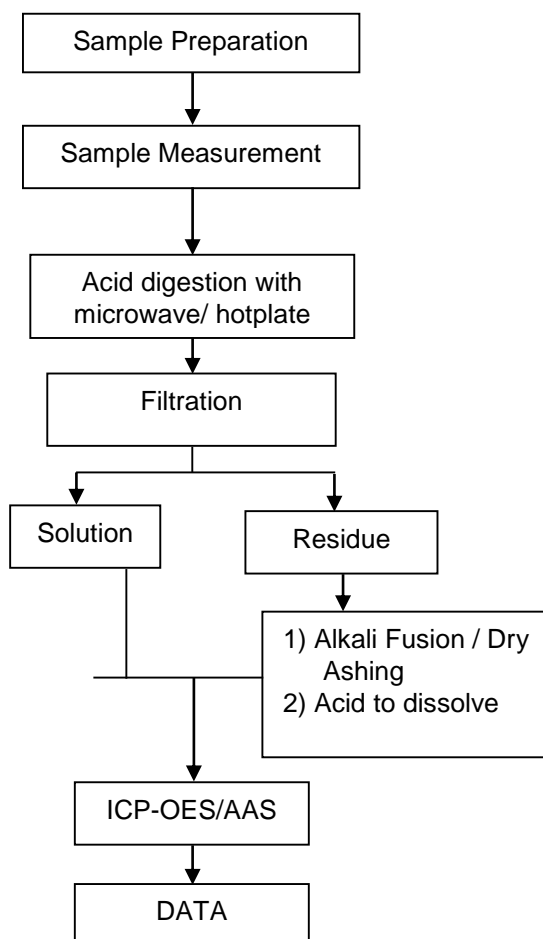 Sample Preparation
Sample Measurement
Acid digestion with
microwave/ hotplate
Filtration
Solution
Residue
1) Alkali Fusion / Dry
Ashing
2) Acid to dissolve
ICP-OES/AAS
DATA